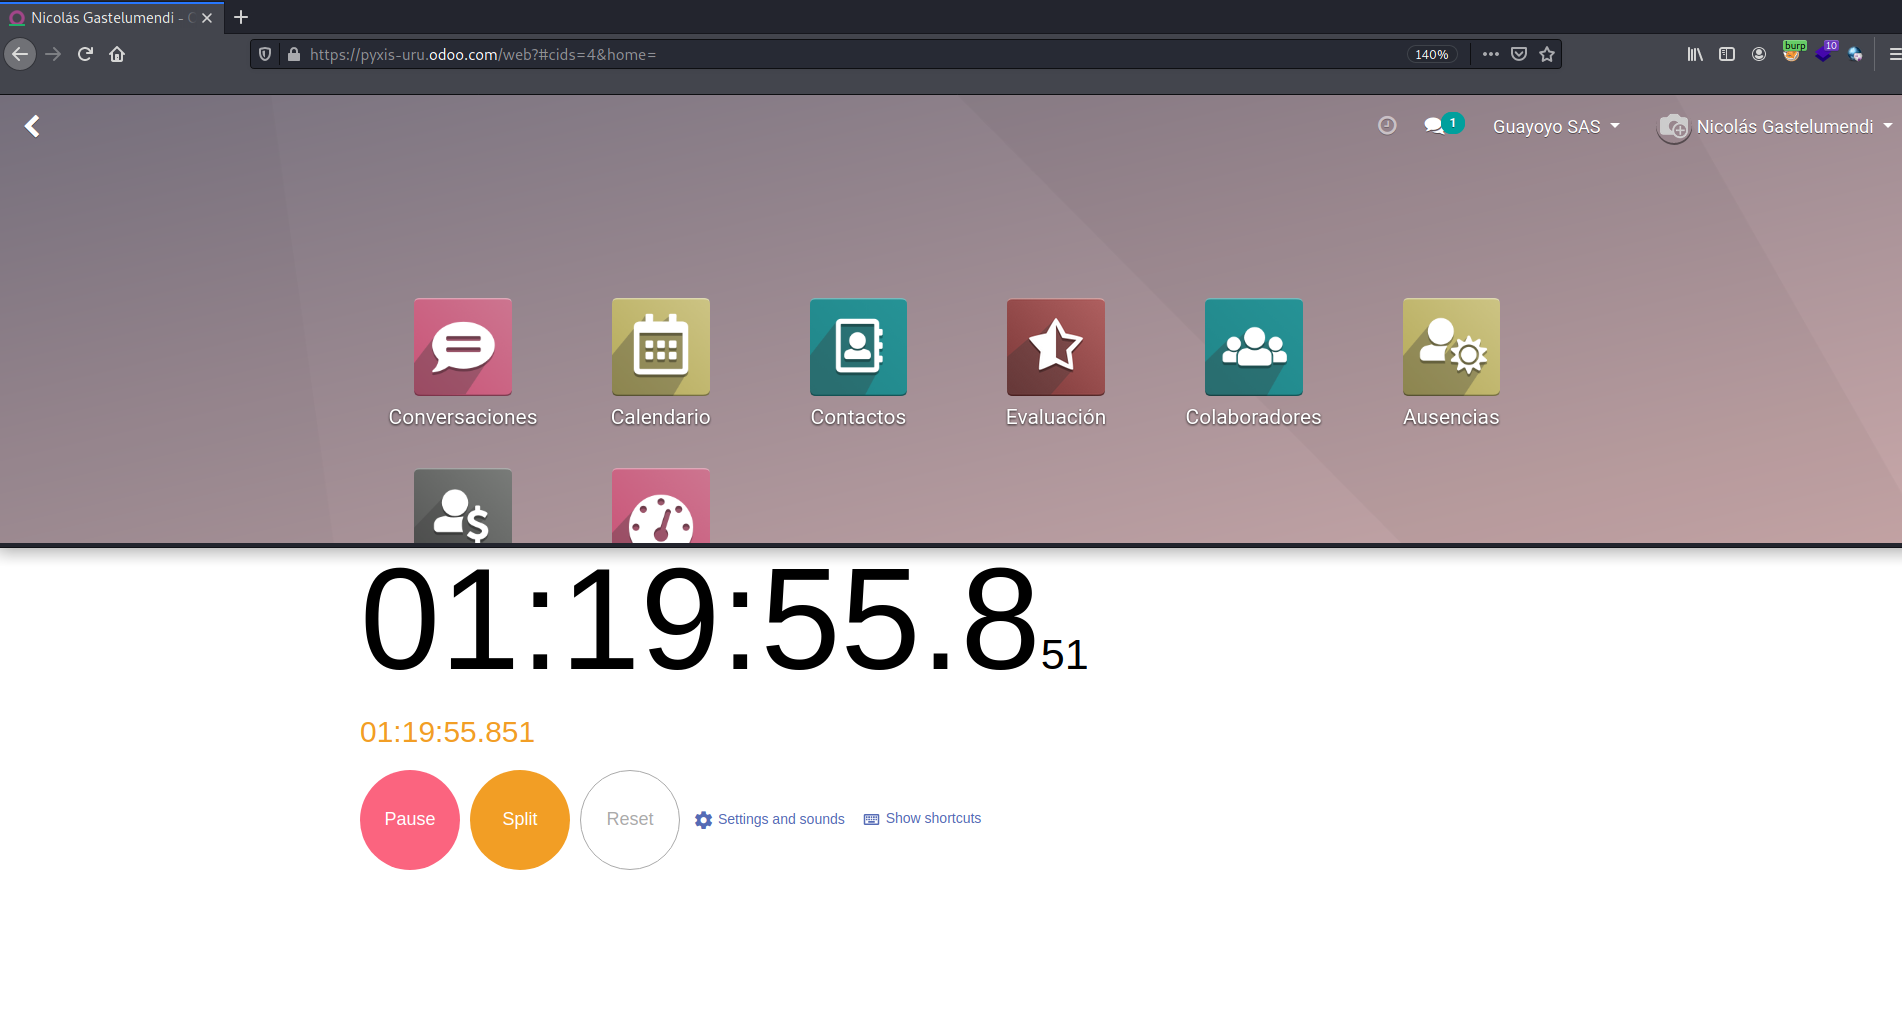 Nicolás Gastelumendi -
https://pyxis-uru.odoo.com/web?#cids=4&home=
140%
burp
10
1
Guayoyo SAS
Nicolás Gastelumendi
Conversaciones
Calendario
Contactos
Evaluación
Colaboradores
Ausencias
01:19:55.851
01:19:55.851
Pause
Split
Reset
Settings and sounds
Show shortcuts